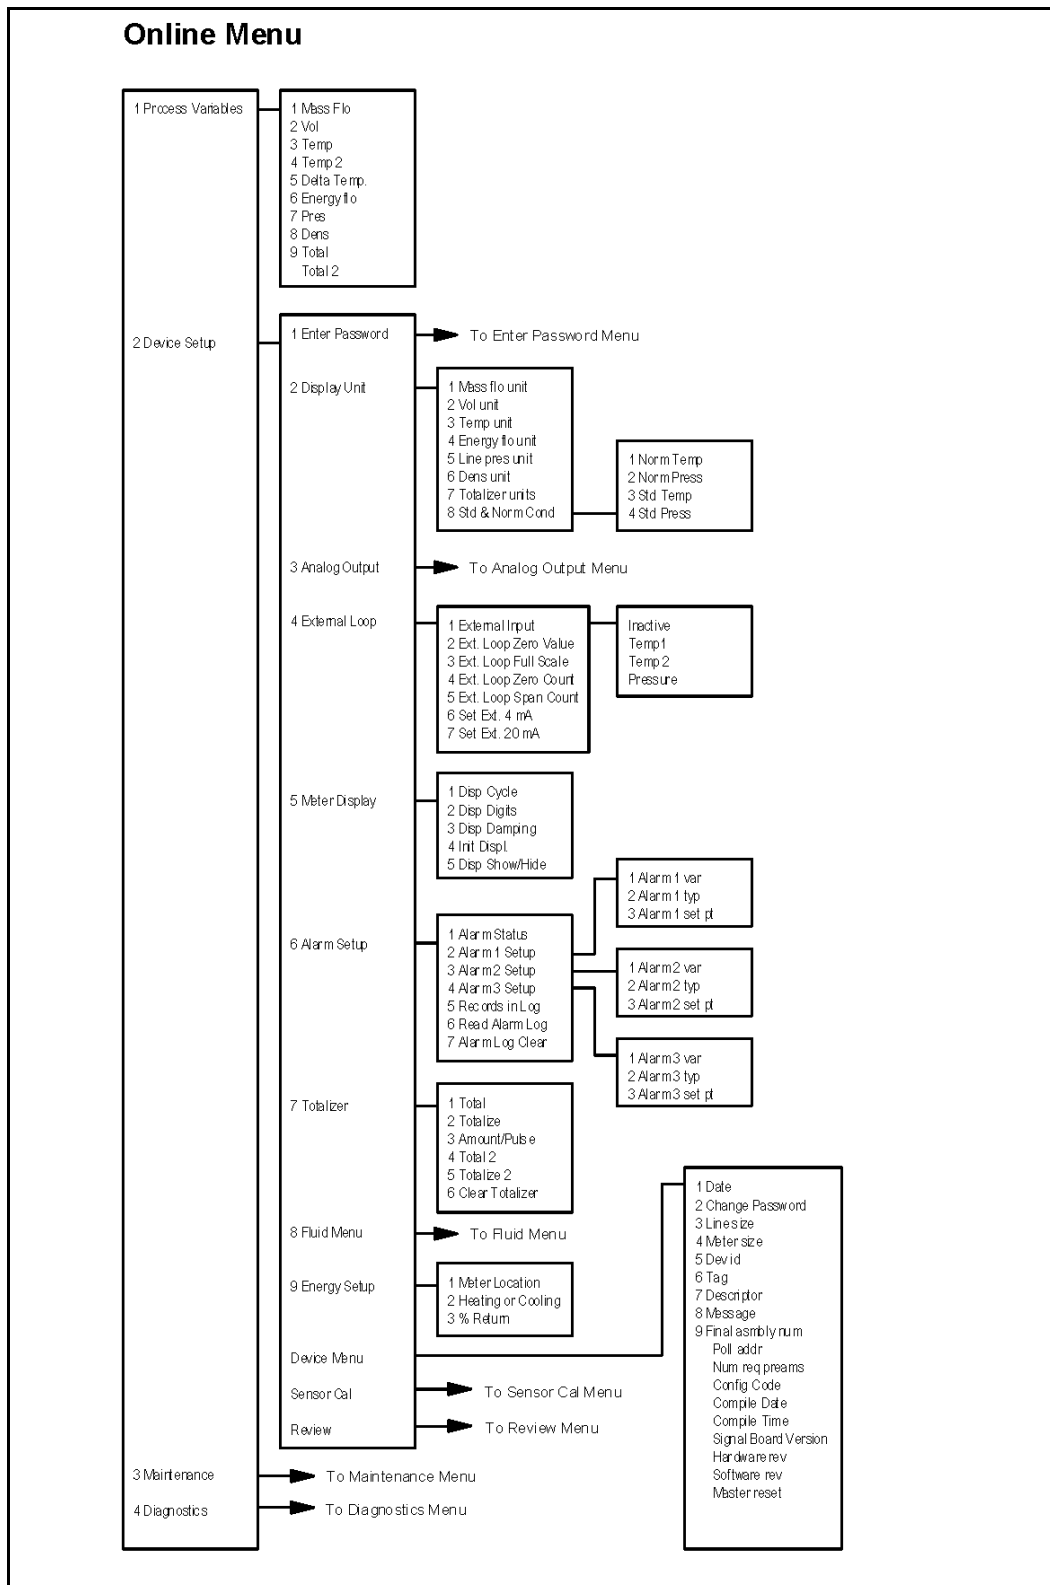 Online Menu
1 Process Variables
1 Mass Flo
2 Vol
3 Temp
4 Temp 2
5 Delta Temp.
6 Energy flo
7 Pres
8 Dens
9 Total
Total 2
2 Device Setup
1 Enter Password
To Enter Password Menu
2 Display Unit
1 Mass flo unit
2 Vol unit
3 Temp unit
4 Energy flo unit
5 Line pres unit
6 Dens unit
7 Totalizer units
8 Std & Norm Cond
1 Norm Temp
2 Norm Press
3 Std Temp
4 Std Press
3 Analog Output
To Analog Output Menu
4 External Loop
1 External Input
2 Ext. Loop Zero Value
3 Ext. Loop Full Scale
4 Ext. Loop Zero Count
5 Ext. Loop Span Count
6 Set Ext. 4 mA
7 Set Ext. 20 mA
Inactive
Temp1
Temp 2
Pressure
5 Meter Display
1 Disp Cycle
2 Disp Digits
3 Disp Damping
4 Init Displ.
5 Disp Show/Hide
6 Alarm Setup
1 Alarm Status
2 Alarm 1 Setup
3 Alarm 2 Setup
4 Alarm 3 Setup
5 Records in Log
6 Read Alarm Log
7 Alarm Log Clear
1 Alarm 1 var
2 Alarm 1 typ
3 Alarm 1 set pt
1 Alarm 2 var
2 Alarm 2 typ
3 Alarm 2 set pt
1 Alarm 3 var
2 Alarm 3 typ
3 Alarm 3 set pt
7 Totalizer
1 Total
2 Totalize
3 Amount/Pulse
4 Total 2
5 Totalize 2
6 Clear Totalizer
8 Fluid Menu
To Fluid Menu
9 Energy Setup
1 Meter Location
2 Heating or Cooling
3 % Return
Device Menu
1 Date
2 Change Password
3 Line size
4 Meter size
5 Dev id
6 Tag
7 Descriptor
8 Message
9 Final asmbly num
Poll addr
Num req preams
Config Code
Compile Date
Compile Time
Signal Board Version
Hardware rev
Software rev
Master reset
Sensor Cal
To Sensor Cal Menu
Review
To Review Menu
3 Maintenance
To Maintenance Menu
4 Diagnostics
To Diagnostics Menu